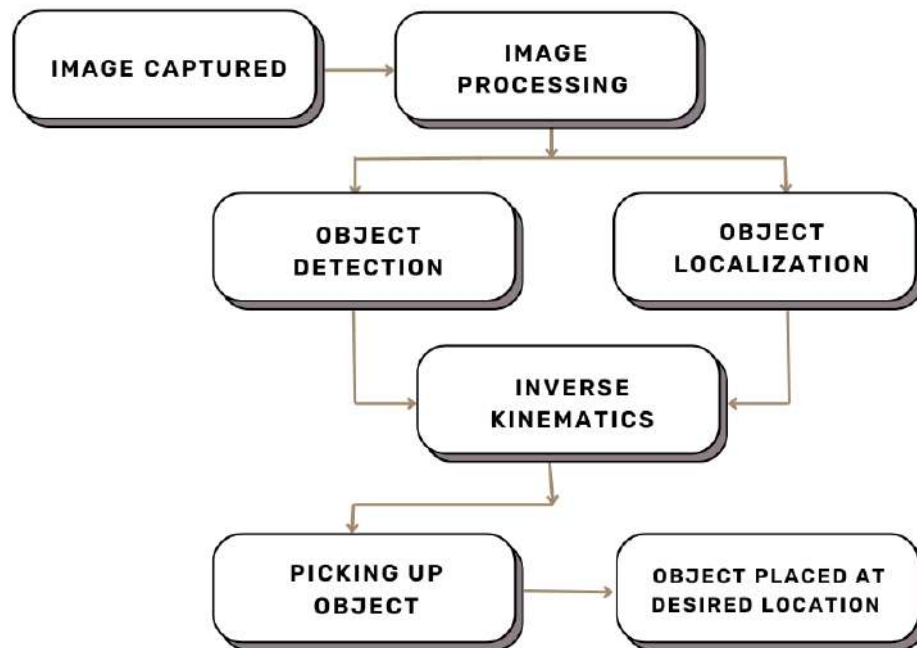 IMAGE CAPTURED
IMAGE
PROCESSING
OBJECT
DETECTION
OBJECT
LOCALIZATION
INVERSE
KINEMATICS
PICKING UP
OBJECT
OBJECT PLACED AT
DESIRED LOCATION